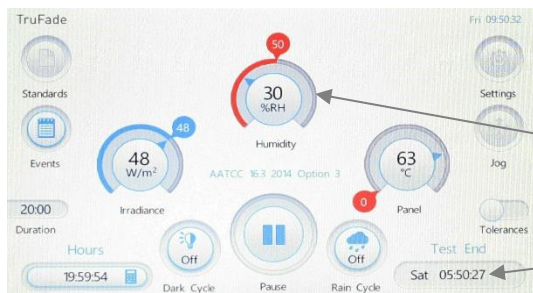 TruFade
Fri 09:50:32
50
Standards
30
%RH
Settings
48
Humidity
Events
48
W/m²
63
°C
Jog
AATCC 16.3 2014 Option 3
0
20:00
Irradiance
Panel
Duration
Tolerances
Hours
Off
Off
Test End
19:59:54
Dark Cycle
Pause
Rain Cycle
Sat 05:50:27